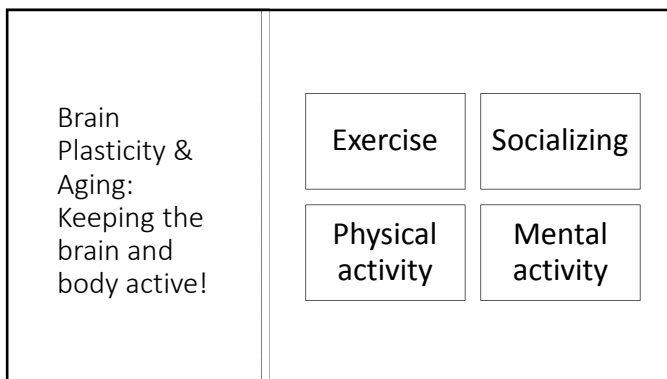 Brain
Plasticity &
Aging:
Keeping the
brain and
body active!
Exercise
Socializing
Physical
activity
Mental
activity